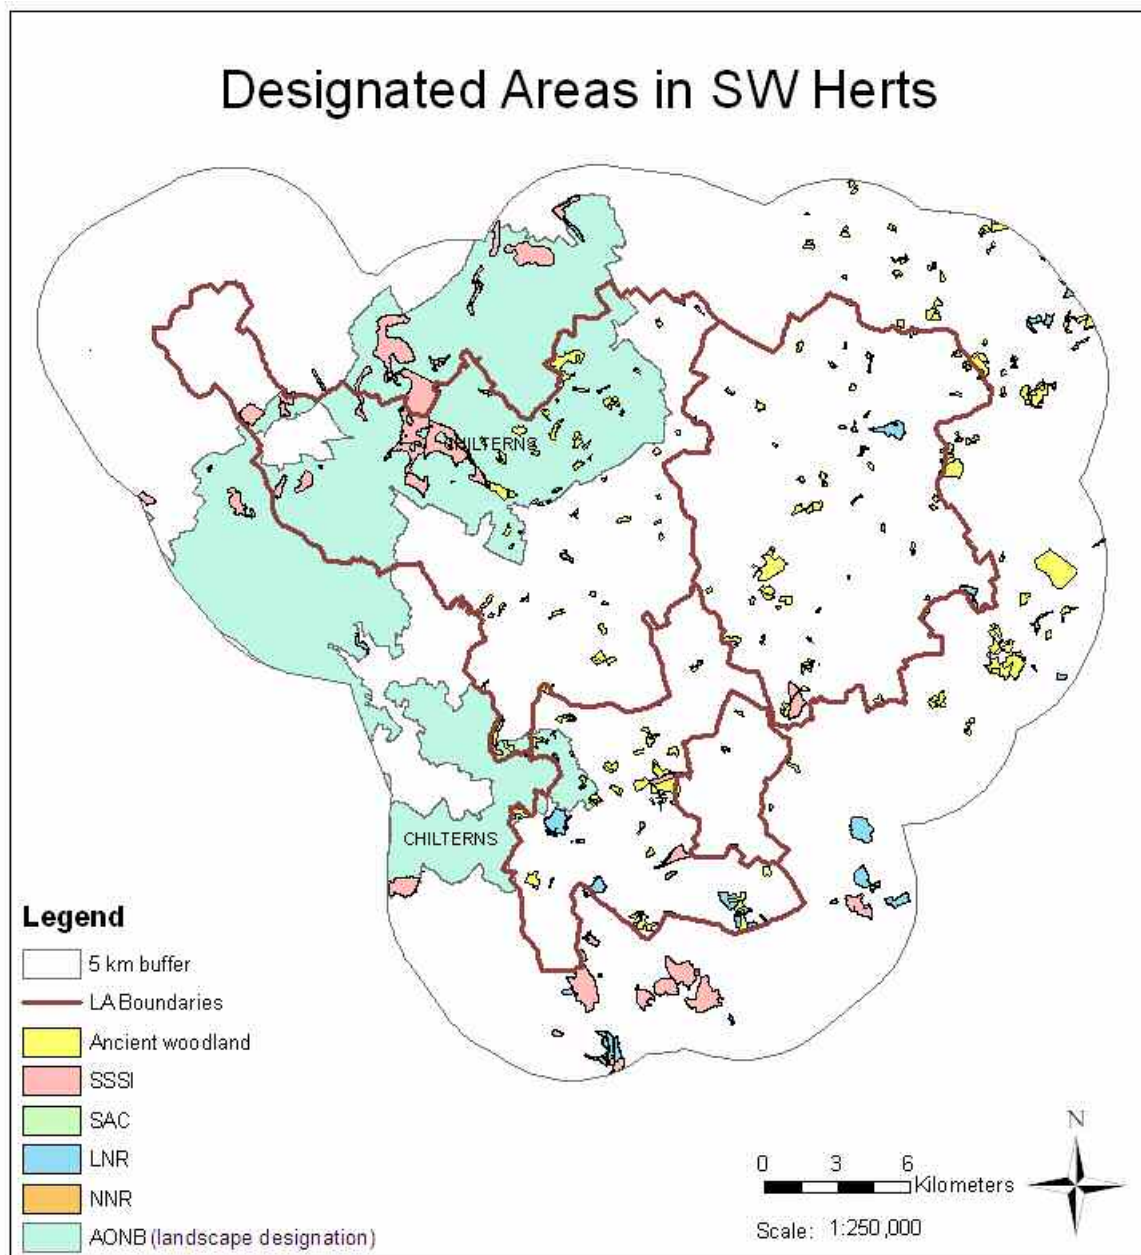 Designated Areas in SW Herts
CHILTERNS
CHILTERNS
Legend
5 km buffer
LA Boundaries
Ancient woodland
SSSI
SAC
LNR
NNR
AONB (landscape designation)
N
0 3 6
Kilometers
Scale: 1:250,000